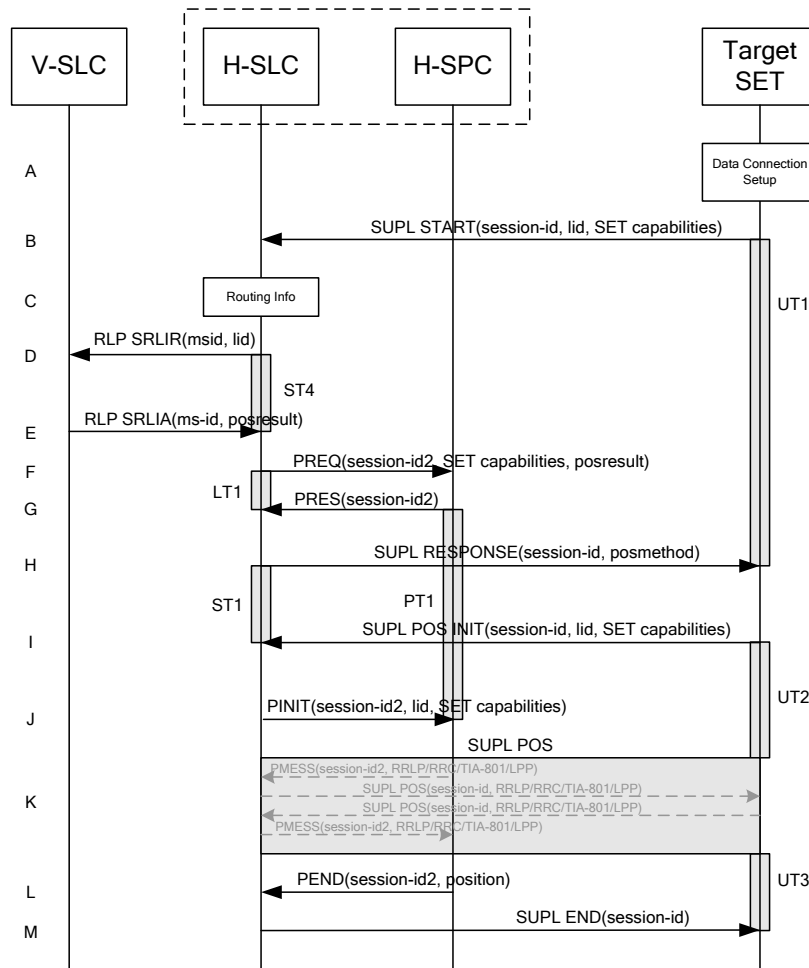 V-SLC
H-SLC
H-SPC
Target
SET
A
Data Connection
Setup
B
SUPL START(session-id, lid, SET capabilities)
C
Routing Info
UT1
D
RLP SRLIR(msid, lid)
ST4
E
RLP SRLIA(ms-id, posresult)
F
PREQ(session-id2, SET capabilities, posresult)
LT1
G
PRES(session-id2)
H
SUPL RESPONSE(session-id, posmethod)
ST1
PT1
I
SUPL POS INIT(session-id, lid, SET capabilities)
UT2
J
PINIT(session-id2, lid, SET capabilities)
SUPL POS
PMESS(session-id2, RRLP/RRC/TIA-801/LPP)
SUPL POS(session-id, RRLP/RRC/TIA-801/LPP)
K
SUPL POS(session-id, RRLP/RRC/TIA-801/LPP)
PMESS(session-id2, RRLP/RRC/TIA-801/LPP)
L
PEND(session-id2, position)
UT3
M
SUPL END(session-id)